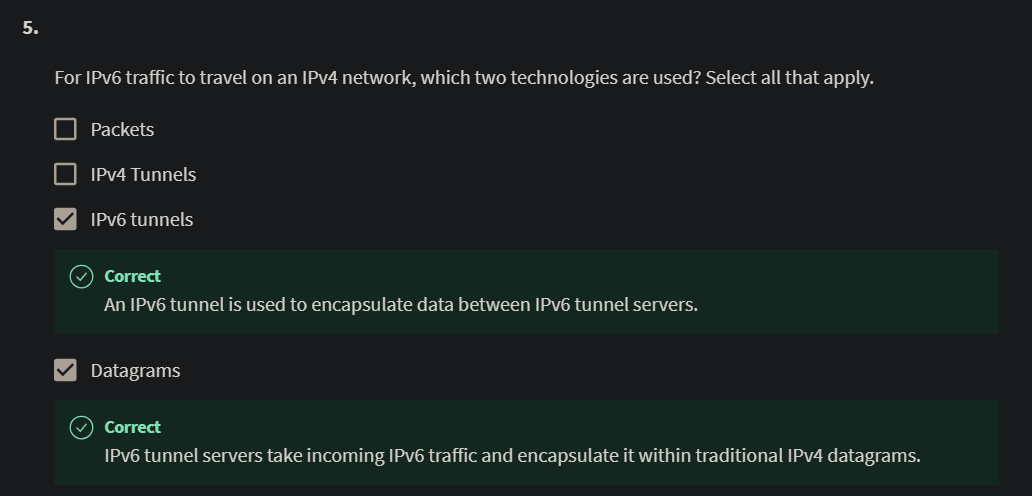 5.
For IPv6 traffic to travel on an IPv4 network, which two technologies are used? Select all that apply.
Packets
IPv4 Tunnels
IPv6 tunnels
Correct
An IPv6 tunnel is used to encapsulate data between IPv6 tunnel servers.
Datagrams
Correct
IPv6 tunnel servers take incoming IPv6 traffic and encapsulate it within traditional IPv4 datagrams.